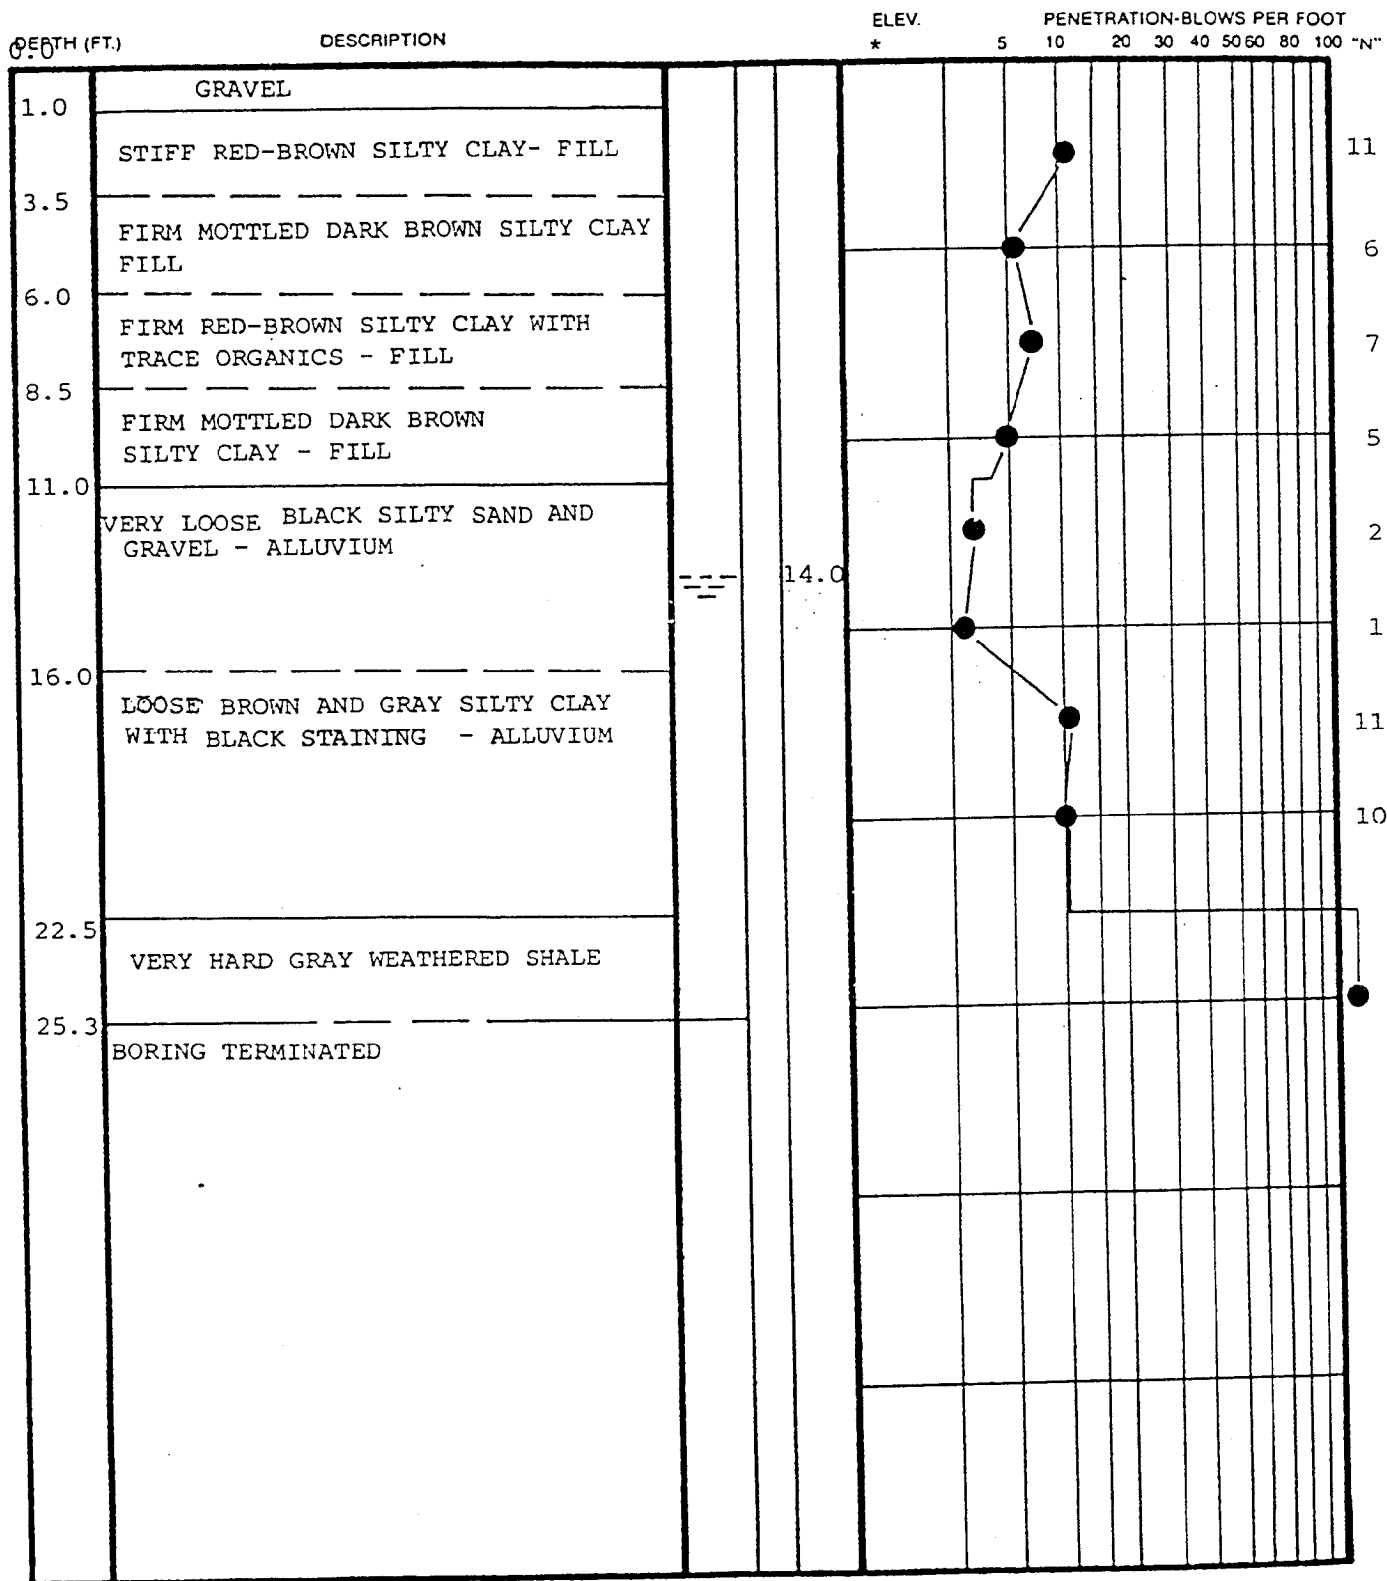 ELEV. PENETRATION-BLOWS PER FOOT
DEPTH (FT.) DESCRIPTION * 5 10 20 30 40 50 60 80 100 "N"
0.0
GRAVEL
1.0
STIFF RED-BROWN SILTY CLAY- FILL 11
3.5
FIRM MOTTLED DARK BROWN SILTY CLAY 6
FILL
6.0
FIRM RED-BROWN SILTY CLAY WITH
TRACE ORGANICS - FILL 7
8.5
FIRM MOTTLED DARK BROWN 5
SILTY CLAY - FILL
11.0
VERY LOOSE BLACK SILTY SAND AND 2
GRAVEL - ALLUVIUM
14.0
1
16.0
LOOSE BROWN AND GRAY SILTY CLAY
WITH BLACK STAINING - ALLUVIUM 11
10
22.5
VERY HARD GRAY WEATHERED SHALE
25.3
BORING TERMINATED